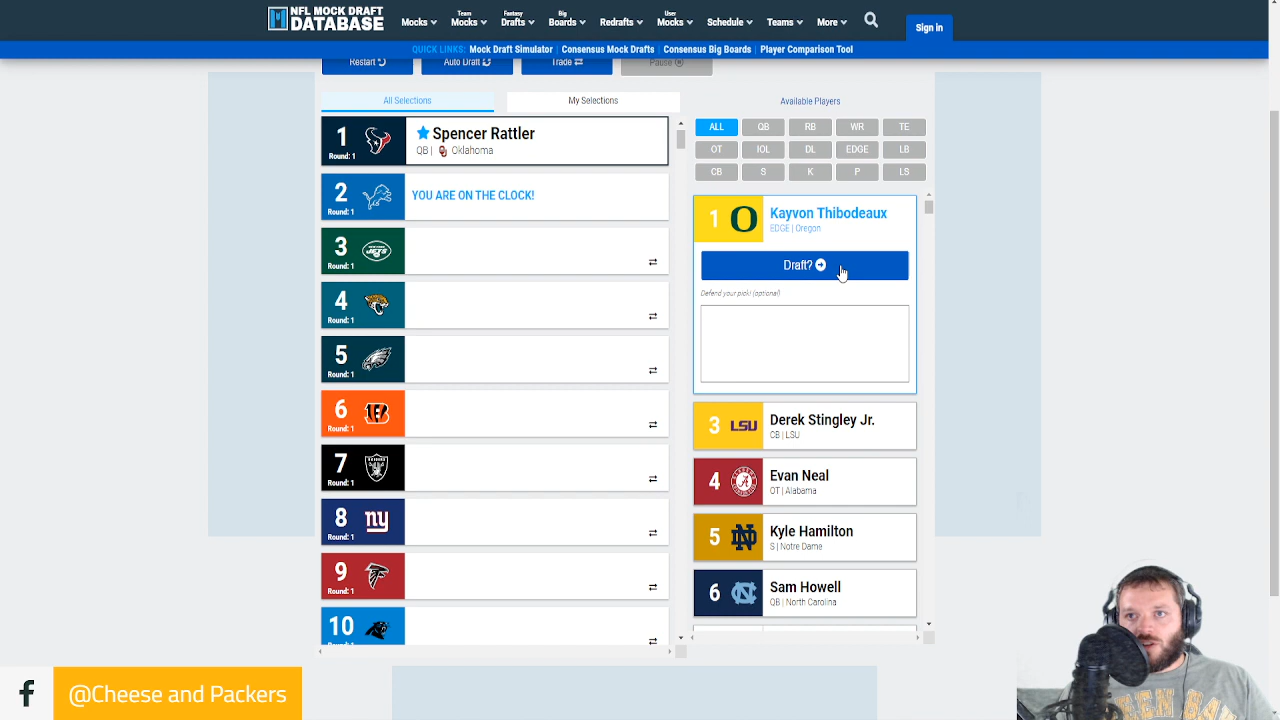 NFL MOCK DRAFT
DATABASE
Mocks
Team
Mocks
Fantasy
Drafts
Big
Boards
Redrafts
User
Mocks
Schedule
Teams
More
Sign in
QUICK LINKS: Mock Draft Simulator Consensus Mock Drafts Consensus Big Boards Player Comparison Tool
Restart
Auto Draft
Trade
Pause
All Selections
My Selections
Available Players
1
Round: 1
Spencer Rattler
QB | Oklahoma
2
Round: 1
YOU ARE ON THE CLOCK!
3
Round: 1
JETS
4
Round: 1
5
Round: 1
6
Round: 1
7
Round: 1
RAIDERS
8
Round: 1
ny
9
Round: 1
10
ALL QB RB WR TE
OT IOL DL EDGE LB
CB S K P LS
1
O
Kayvon Thibodeaux
EDGE | Oregon
Draft?
Defend your pick! (optional)
3
LSU
Derek Stingley Jr.
CB | LSU
4
Evan Neal
OT | Alabama
5
Kyle Hamilton
S | Notre Dame
6
Sam Howell
QB | North Carolina
f
@Cheese and Packers